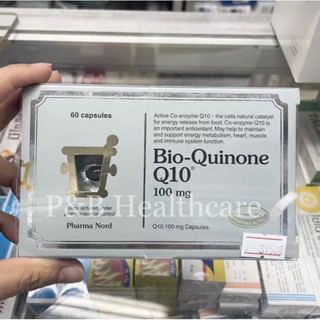 60 capsules
Active Co-enzyme Q10 – the cells natural catalyst
for energy release from food. Co-enzyme Q10 is
an important antioxidant. May help to maintain
and support energy metabolism, heart, muscle
and immune system function.
Bio-Quinone
Q10®
100 mg
P&B Healthcare
Pharma Nord
Q10 100 mg Capsules.